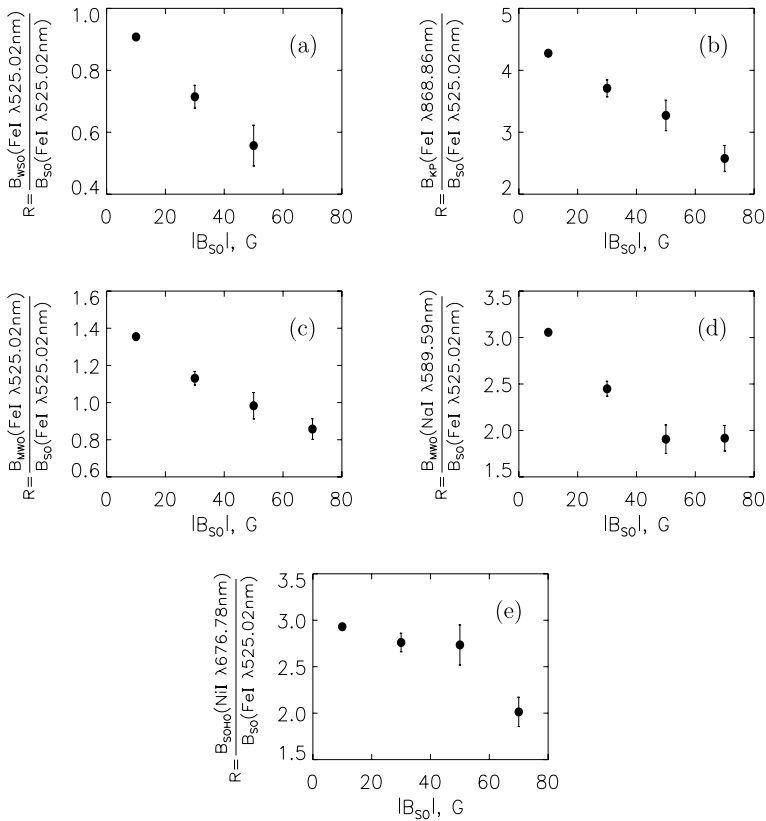 R= B_WSO(FeI λ525.02nm) / B_SO(FeI λ525.02nm)
1.0
0.8
0.6
0.4
(a)
0 20 40 60 80
|B_SO|, G
R= B_KP(FeI λ868.86nm) / B_SO(FeI λ525.02nm)
5
4
3
2
(b)
0 20 40 60 80
|B_SO|, G
R= B_MWO(FeI λ525.02nm) / B_SO(FeI λ525.02nm)
1.6
1.4
1.2
1.0
0.8
0.6
(c)
0 20 40 60 80
|B_SO|, G
R= B_MWO(NaI λ589.59nm) / B_SO(FeI λ525.02nm)
3.5
3.0
2.5
2.0
1.5
(d)
0 20 40 60 80
|B_SO|, G
R= B_SOHO(NiI λ676.78nm) / B_SO(FeI λ525.02nm)
3.5
3.0
2.5
2.0
1.5
(e)
0 20 40 60 80
|B_SO|, G